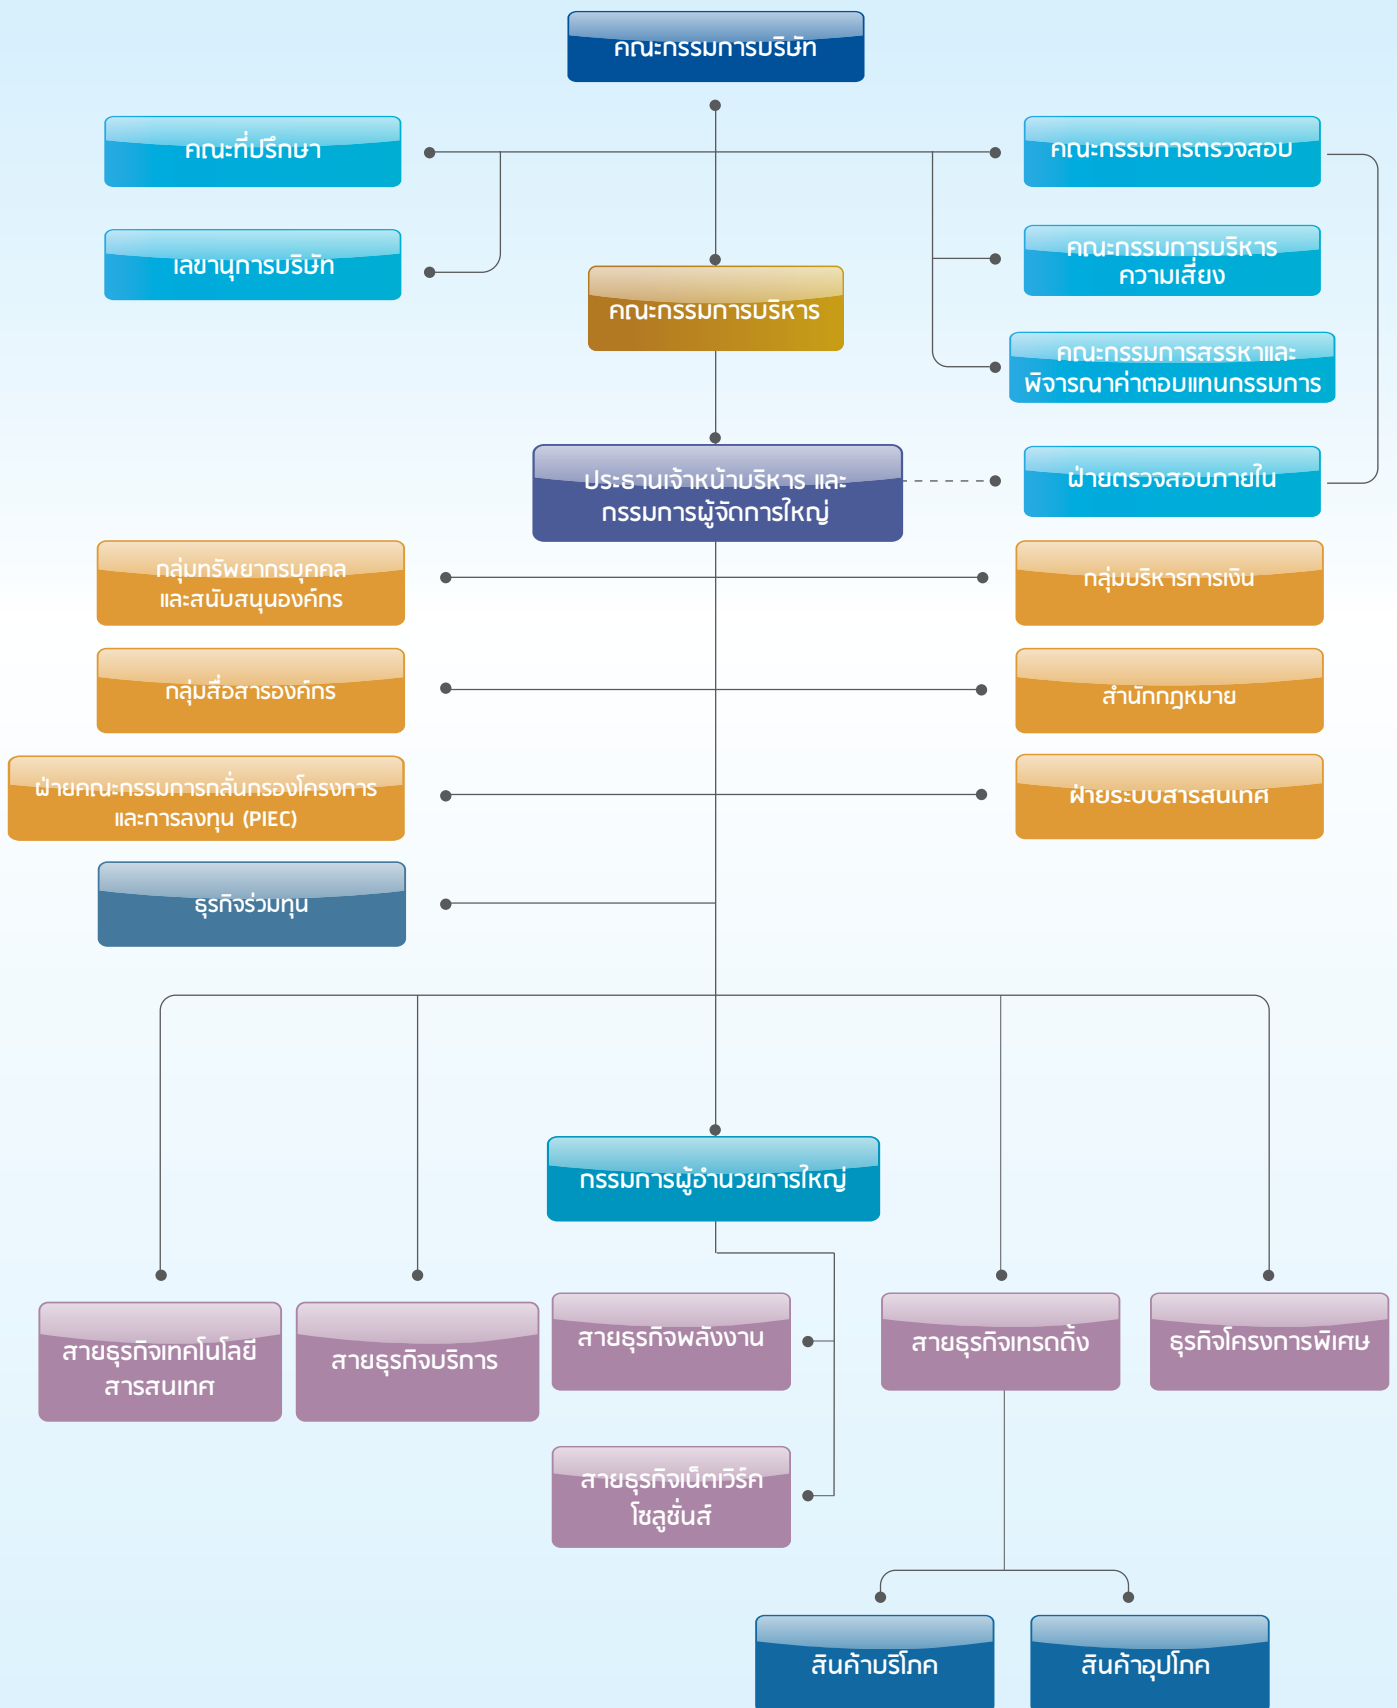 คณะกรรมการบริษัท
คณะที่ปรึกษา
คณะกรรมการตรวจสอบ
เลขานุการบริษัท
คณะกรรมการบริหาร
ความเสี่ยง
คณะกรรมการบริหาร
คณะกรรมการสรรหาและ
พิจารณาค่าตอบแทนกรรมการ
ประธานเจ้าหน้าบริหาร และ
กรรมการผู้จัดการใหญ่
ฝ่ายตรวจสอบภายใน
กลุ่มทรัพยากรบุคคล
และสนับสนุนองค์กร
กลุ่มบริหารการเงิน
กลุ่มสื่อสารองค์กร
สำนักกฎหมาย
ฝ่ายคณะกรรมการกลั่นกรองโครงการ
และการลงทุน (PIEC)
ฝ่ายระบบสารสนเทศ
ธุรกิจร่วมทุน
กรรมการผู้อำนวยการใหญ่
สายธุรกิจเทคโนโลยี
สารสนเทศ
สายธุรกิจบริการ
สายธุรกิจพลังงาน
สายธุรกิจเทรดดิ้ง
ธุรกิจโครงการพิเศษ
สายธุรกิจเน็ตเวิร์ค
โซลูชั่นส์
สินค้าบริโภค
สินค้าอุปโภค